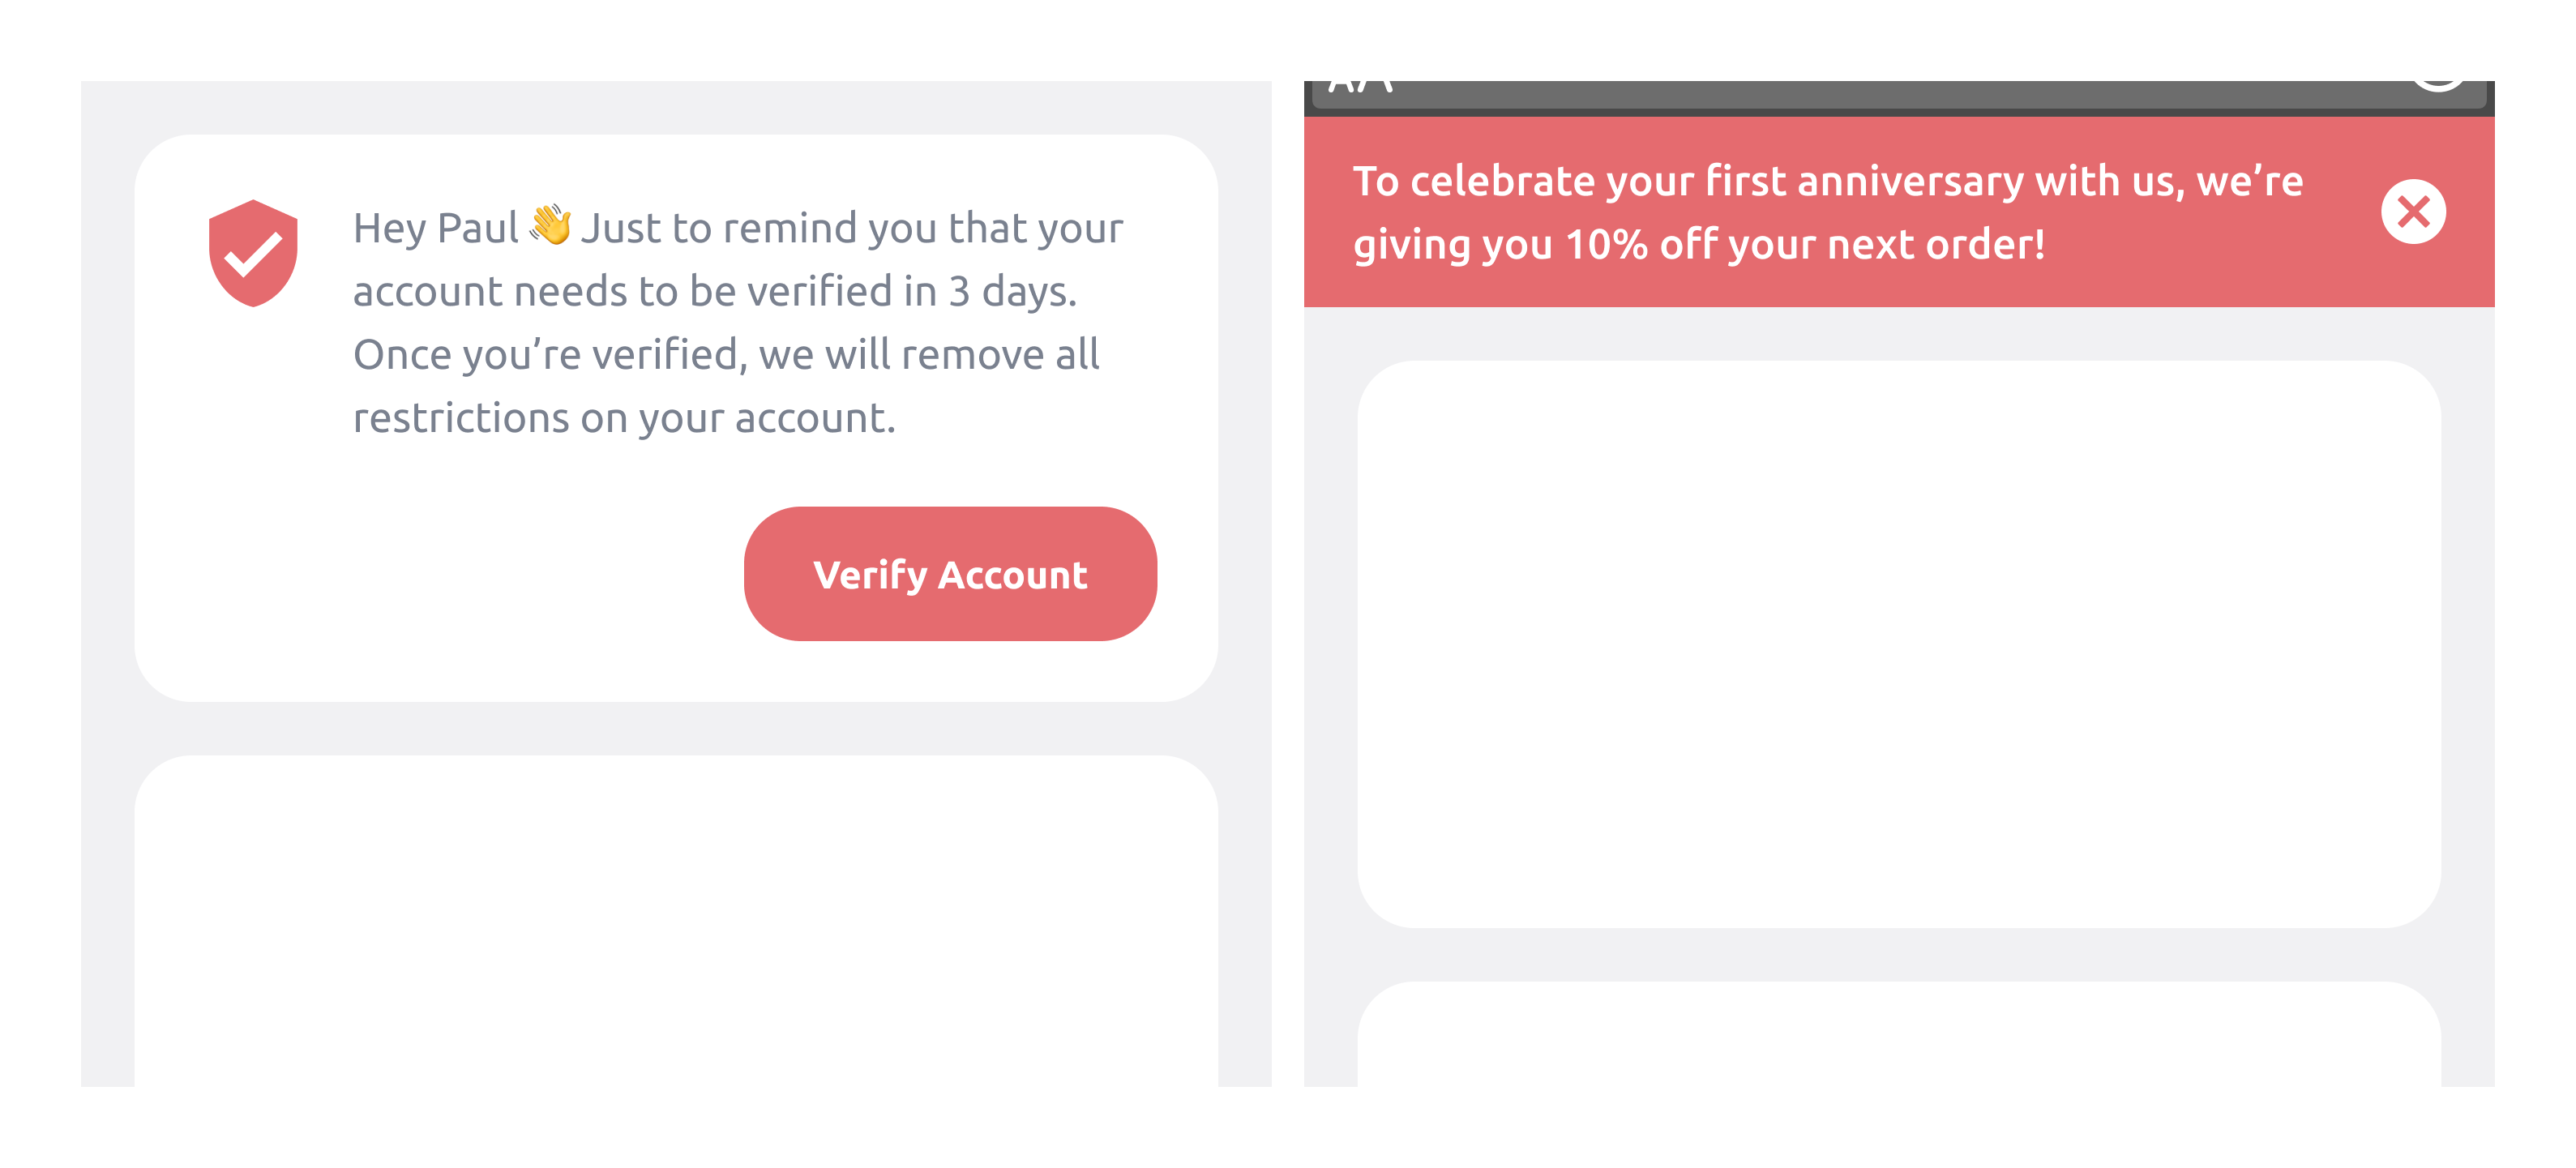 Hey Paul 👋 Just to remind you that your
account needs to be verified in 3 days.
Once you’re verified, we will remove all
restrictions on your account.
Verify Account
To celebrate your first anniversary with us, we’re
giving you 10% off your next order!